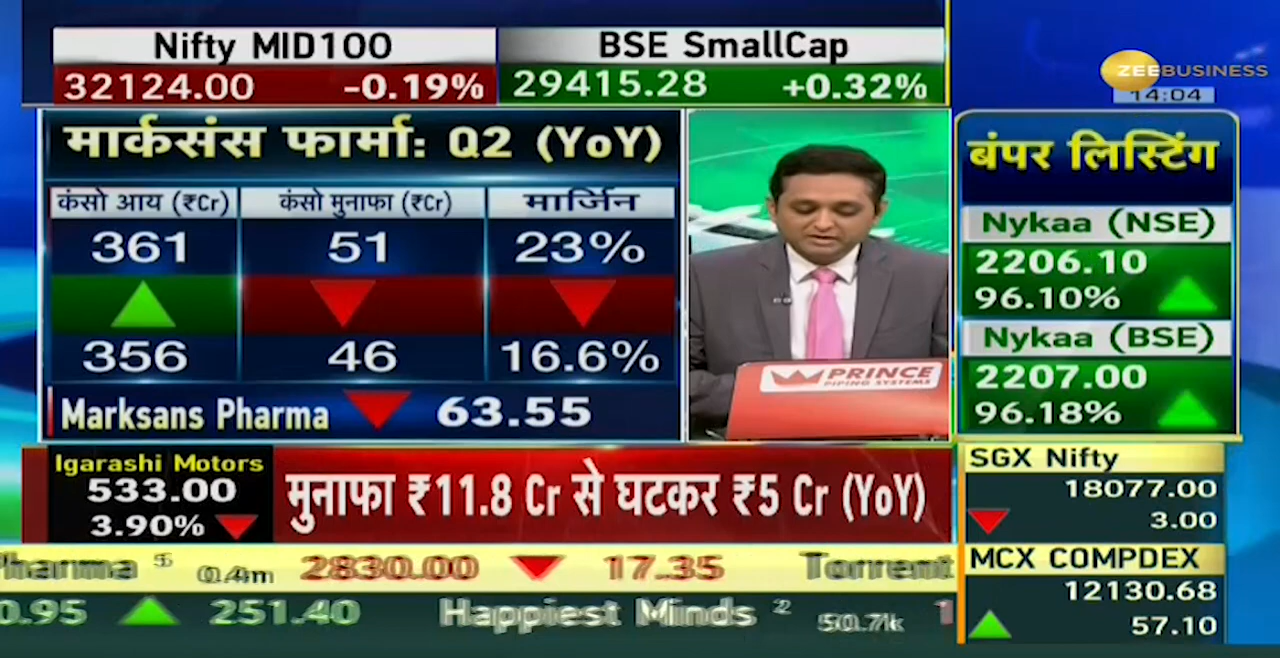 Nifty MID100
32124.00 -0.19%
BSE SmallCap
29415.28 +0.32%
ZEEBUSINESS
14:04
मार्कसंस फार्मा: Q2 (YoY)
कंसो आय (₹Cr) कंसो मुनाफा (₹Cr) मार्जिन
361 51 23%
356 46 16.6%
Marksans Pharma 63.55
PRINCE
PIPING SYSTEMS
बंपर लिस्टिंग
Nykaa (NSE)
2206.10
96.10%
Nykaa (BSE)
2207.00
96.18%
Igarashi Motors
533.00
3.90%
मुनाफा ₹11.8 Cr से घटकर ₹5 Cr (YoY)
SGX Nifty
18077.00
3.00
MCX COMPDEX
12130.68
57.10
Pharma 5 0.4m 2830.00 17.35 Torrent
0.95 251.40 Happiest Minds 2 50.7k